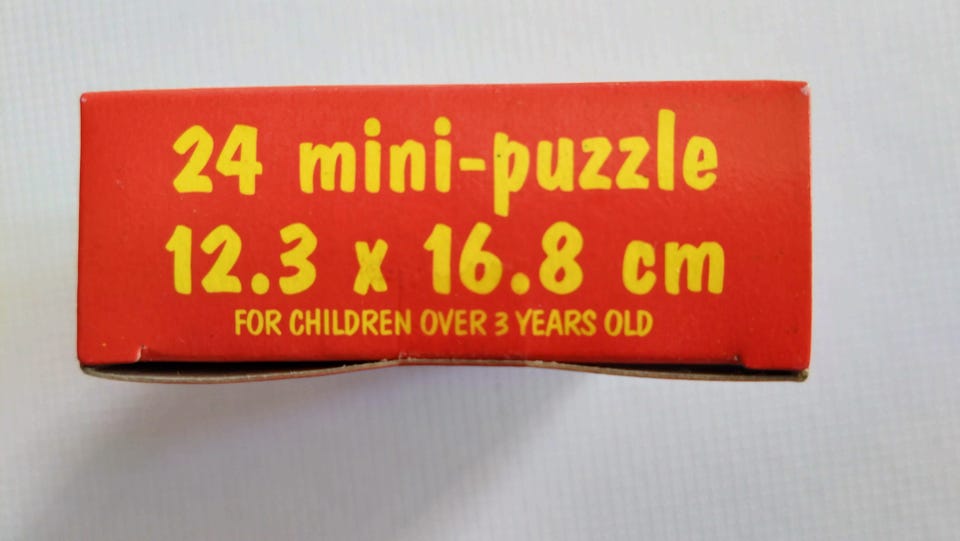 24 mini-puzzle
12.3 x 16.8 cm
FOR CHILDREN OVER 3 YEARS OLD